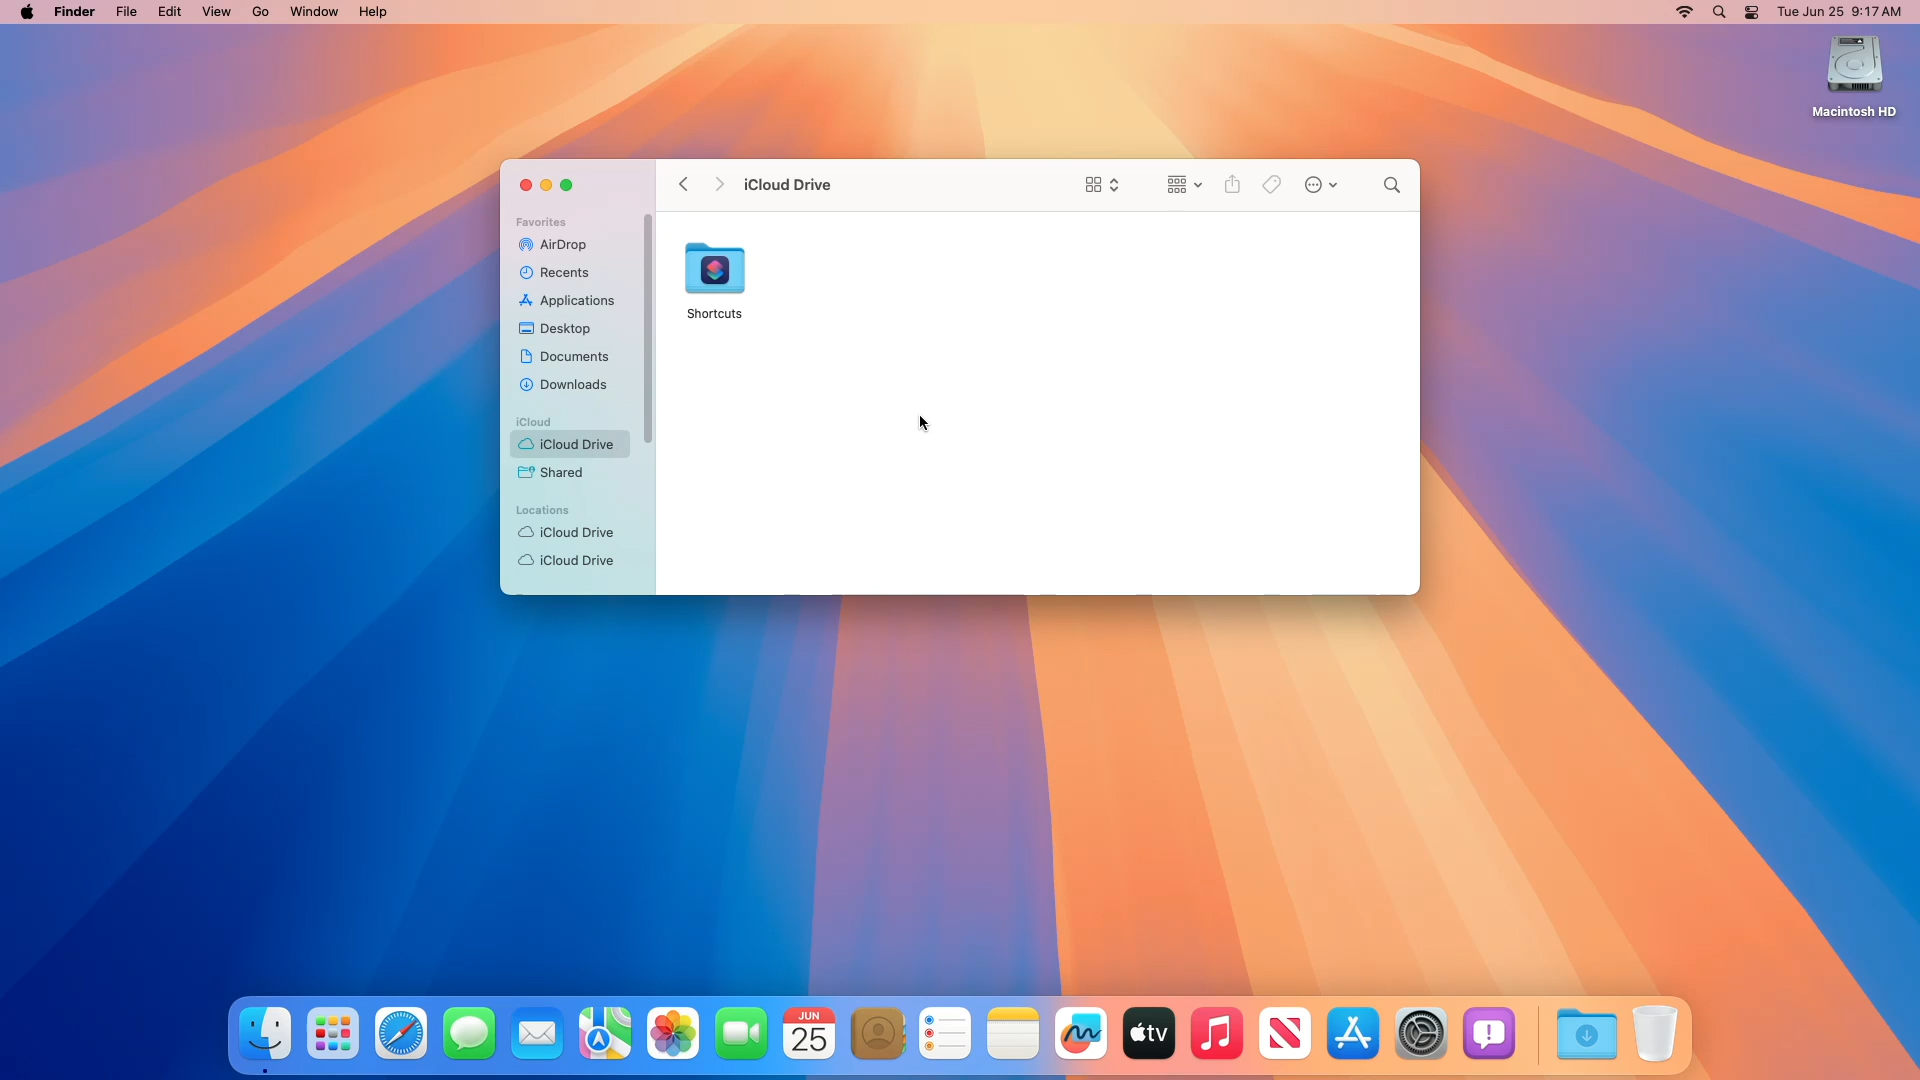 Finder File Edit View Go Window Help
Tue Jun 25 9:17 AM
Macintosh HD
iCloud Drive
Favorites
AirDrop
Recents
Applications
Desktop
Documents
Downloads
iCloud
iCloud Drive
Shared
Locations
iCloud Drive
iCloud Drive
Shortcuts
JUN
25
tv